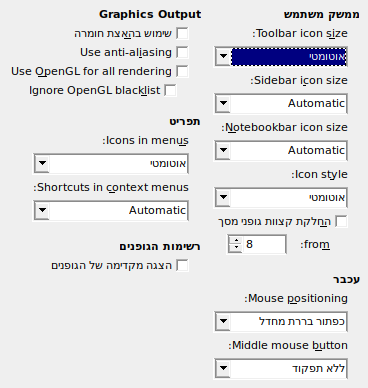 ממשק משתמש
Toolbar icon size:
אוטומטי
Sidebar icon size:
Automatic
Notebookbar icon size:
Automatic
Icon style:
אוטומטי
החלקת קצוות גופני מסך
from:
8
עכבר
Mouse positioning:
כפתור בררת מחדל
Middle mouse button:
ללא תפקוד
Graphics Output
שימוש בהאצת חומרה
Use anti-aliasing
Use OpenGL for all rendering
Ignore OpenGL blacklist
תפריט
Icons in menus:
אוטומטי
Shortcuts in context menus:
Automatic
רשימות הגופנים
הצגה מקדימה של הגופנים